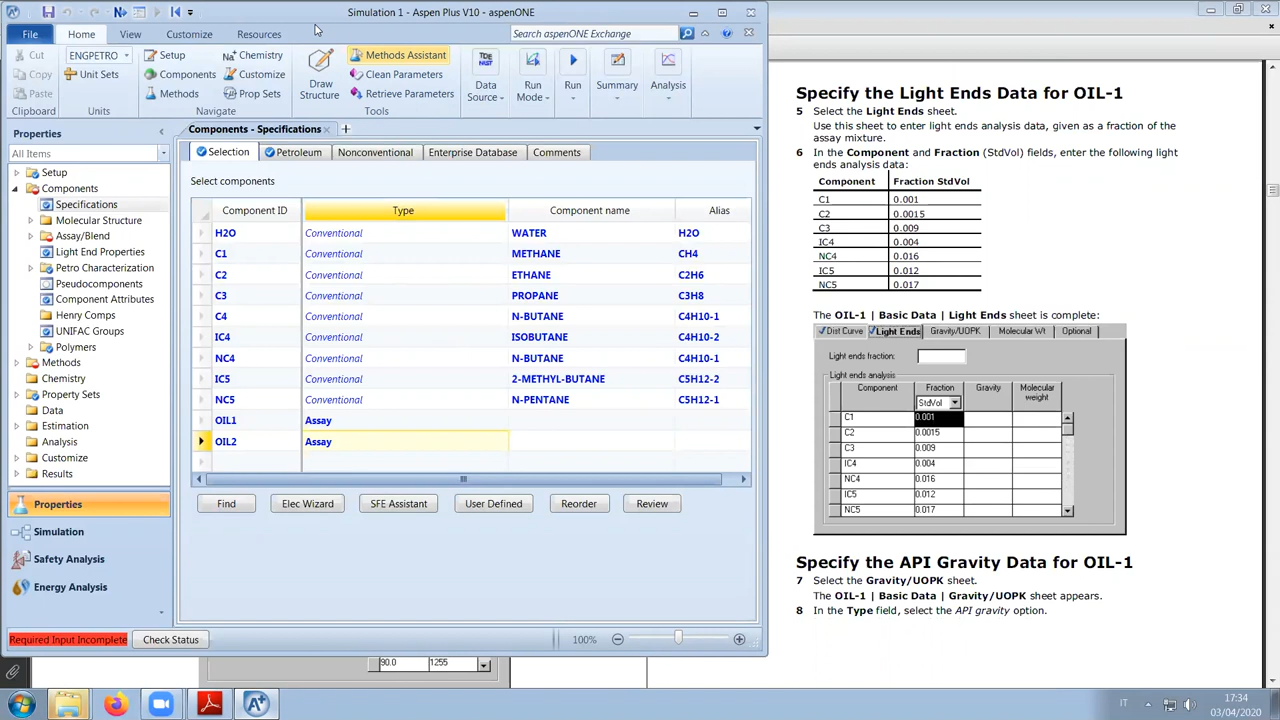 Simulation 1 - Aspen Plus V10 - aspenONE
File Home View Customize Resources
Search aspenONE Exchange
Cut
Copy
Paste
Clipboard
ENGPETRO
Unit Sets
Units
Setup
Components
Methods
Chemistry
Customize
Prop Sets
Navigate
Draw
Structure
Methods Assistant
Clean Parameters
Retrieve Parameters
Tools
TDE
NIST
Data
Source
Run
Mode
Run
Summary
Analysis
Properties
All Items
Setup
Components
Specifications
Molecular Structure
Assay/Blend
Light End Properties
Petro Characterization
Pseudocomponents
Component Attributes
Henry Comps
UNIFAC Groups
Polymers
Methods
Chemistry
Property Sets
Data
Estimation
Analysis
Customize
Results
Properties
Simulation
Safety Analysis
Energy Analysis
Required Input Incomplete
Check Status
Components - Specifications
Selection Petroleum Nonconventional Enterprise Database Comments
Select components
Component ID Type Component name Alias
H2O Conventional WATER H2O
C1 Conventional METHANE CH4
C2 Conventional ETHANE C2H6
C3 Conventional PROPANE C3H8
C4 Conventional N-BUTANE C4H10-1
IC4 Conventional ISOBUTANE C4H10-2
NC4 Conventional N-BUTANE C4H10-1
IC5 Conventional 2-METHYL-BUTANE C5H12-2
NC5 Conventional N-PENTANE C5H12-1
OIL1 Assay
OIL2 Assay
Find Elec Wizard SFE Assistant User Defined Reorder Review
100%
90.0 1255
Specify the Light Ends Data for OIL-1
5 Select the Light Ends sheet.
Use this sheet to enter light ends analysis data, given as a fraction of the
assay mixture.
6 In the Component and Fraction (StdVol) fields, enter the following light
ends analysis data:
Component Fraction StdVol
C1 0.001
C2 0.0015
C3 0.009
IC4 0.004
NC4 0.016
IC5 0.012
NC5 0.017
The OIL-1 | Basic Data | Light Ends sheet is complete:
Dist Curve Light Ends Gravity/UOPK Molecular Wt Optional
Light ends fraction:
Light ends analysis
Component Fraction Gravity Molecular
weight
StdVol
C1 0.001
C2 0.0015
C3 0.009
IC4 0.004
NC4 0.016
IC5 0.012
NC5 0.017
Specify the API Gravity Data for OIL-1
7 Select the Gravity/UOPK sheet.
The OIL-1 | Basic Data | Gravity/UOPK sheet appears.
8 In the Type field, select the API gravity option.
IT
17:34
03/04/2020